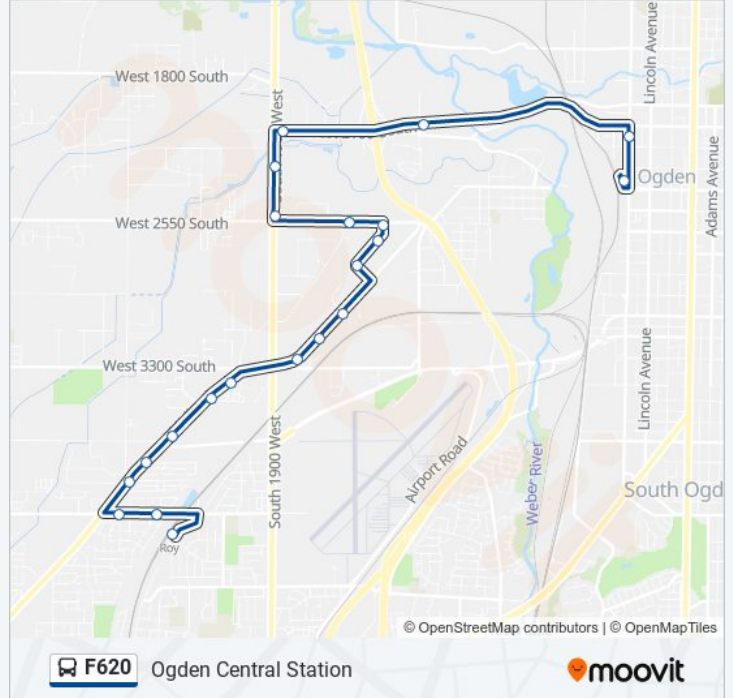 Lincoln Avenue
West 1800 South
West
Ogden
Adams Avenue
West 2550 South
West 3300 South
Lincoln Avenue
South 1900 West
Airport Road
Weber River
South Ogd
Roy
© OpenStreetMap contributors | © OpenMapTiles
F620 Ogden Central Station
moovit